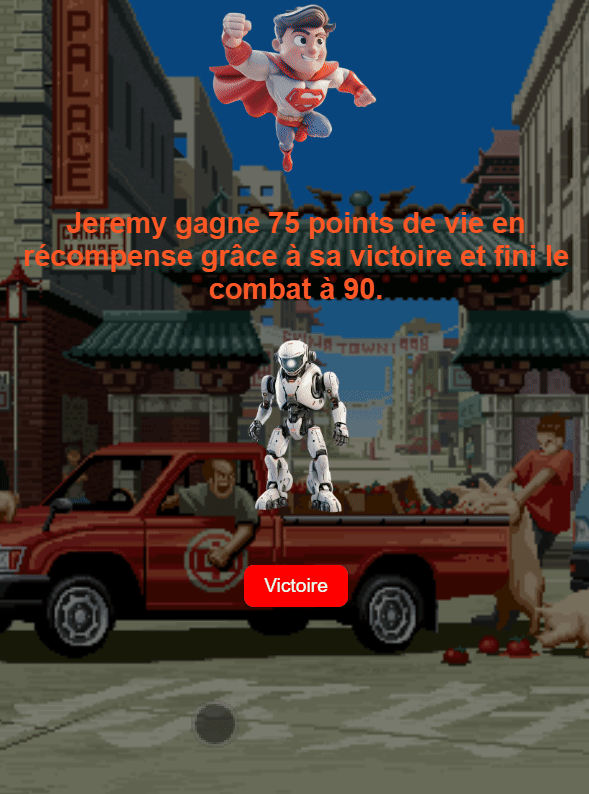 PALACE
Jeremy gagne 75 points de vie en
récompense grâce à sa victoire et fini le
combat à 90.
Victoire